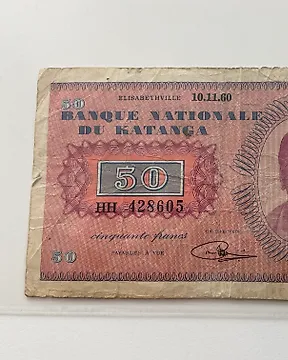 50 ELISABETHVILLE 10.11.60
BANQUE NATIONALE
DU KATANGA
50
HH 428605
cinquante francs
50 PAYABLES A VUE